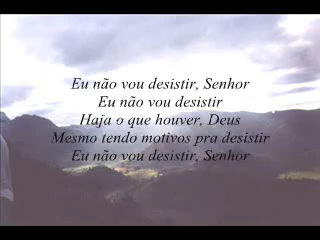 Eu não vou desistir, Senhor
Eu não vou desistir
Haja o que houver, Deus
Mesmo tendo motivos pra desistir
Eu não vou desistir, Senhor